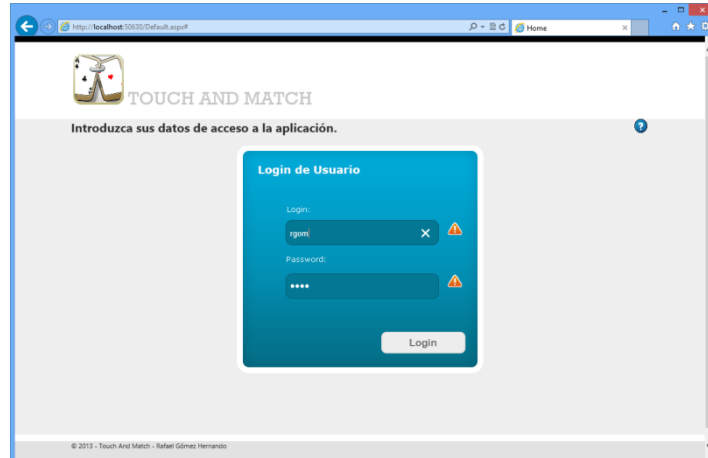 http://localhost:50630/Default.aspx#
Home
TOUCH AND MATCH
Introduzca sus datos de acceso a la aplicación.
Login de Usuario
Login:
rgom
Password:
••••
Login
© 2013 - Touch And Match - Rafael Gómez Hernando